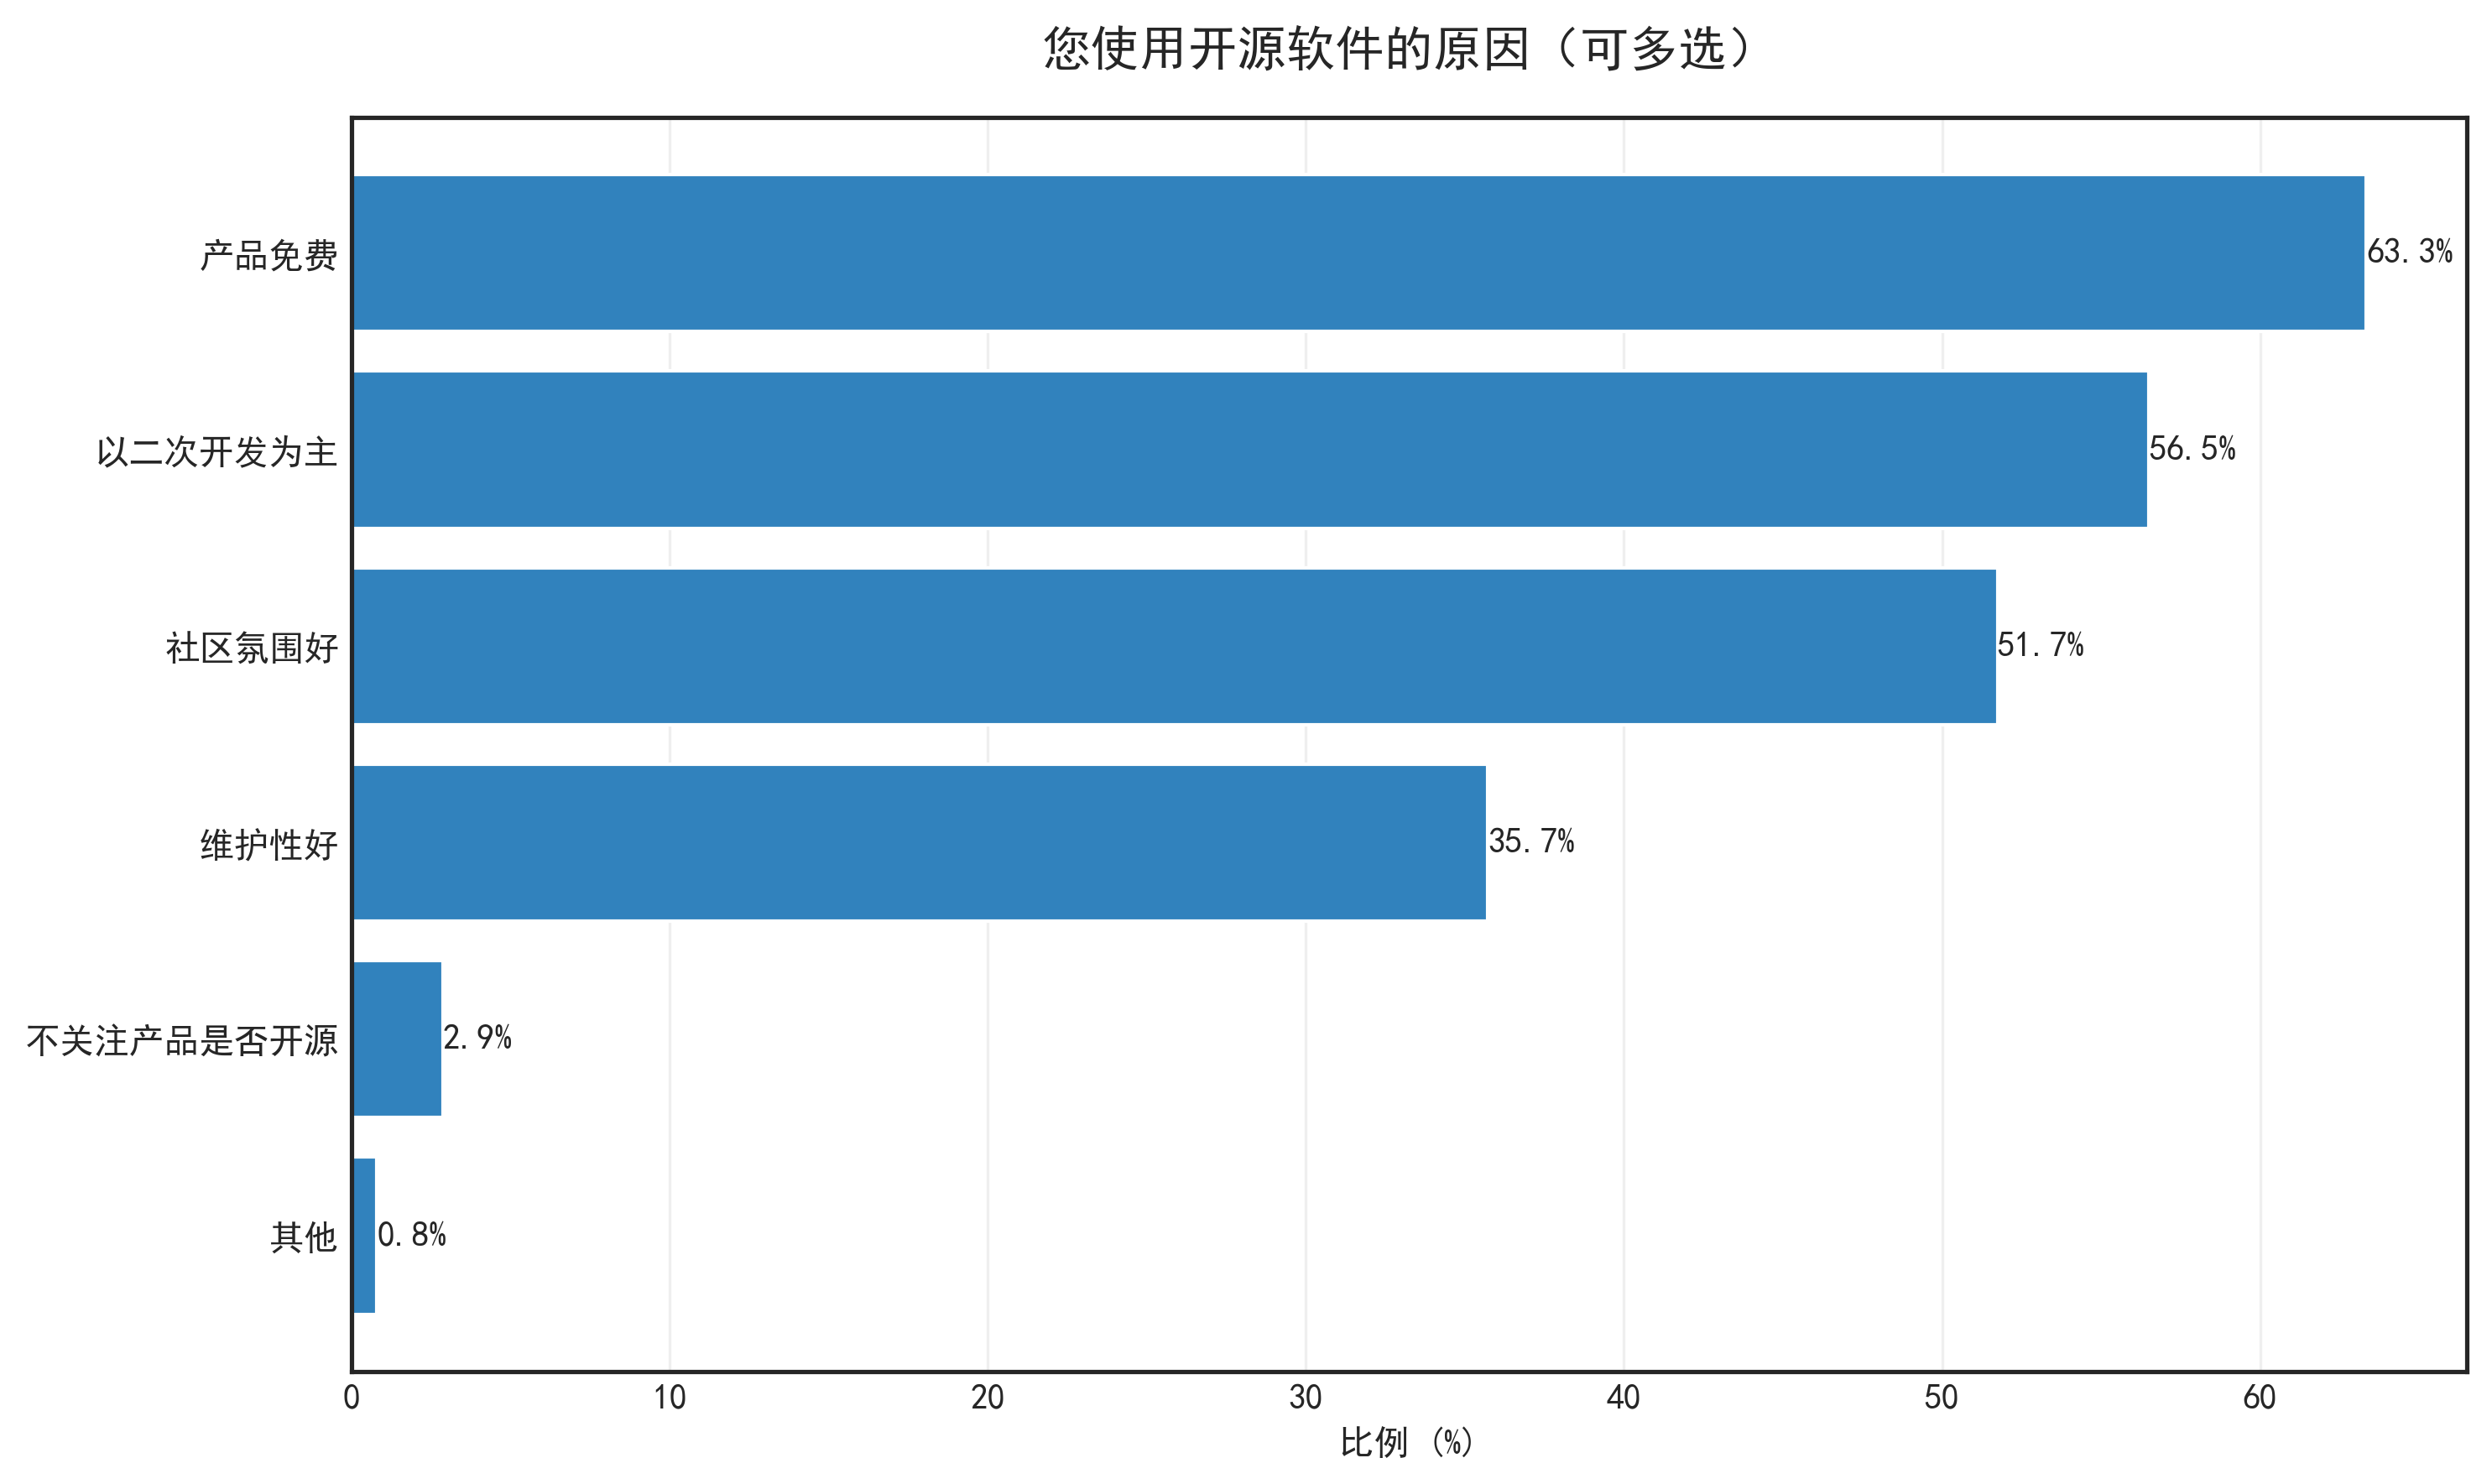 您使用开源软件的原因（可多选）
产品免费
63.3%
以二次开发为主
56.5%
社区氛围好
51.7%
维护性好
35.7%
不关注产品是否开源
2.9%
其他
0.8%
0 10 20 30 40 50 60
比例 (%)